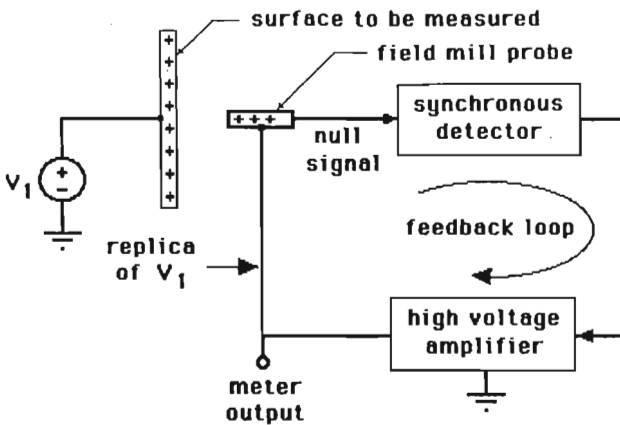 surface to be measured
field mill probe
+
+
+
+
+
+
+
+
+ + +
synchronous
detector
null
signal
V1
+
−
feedback loop
replica
of V1
high voltage
amplifier
meter
output